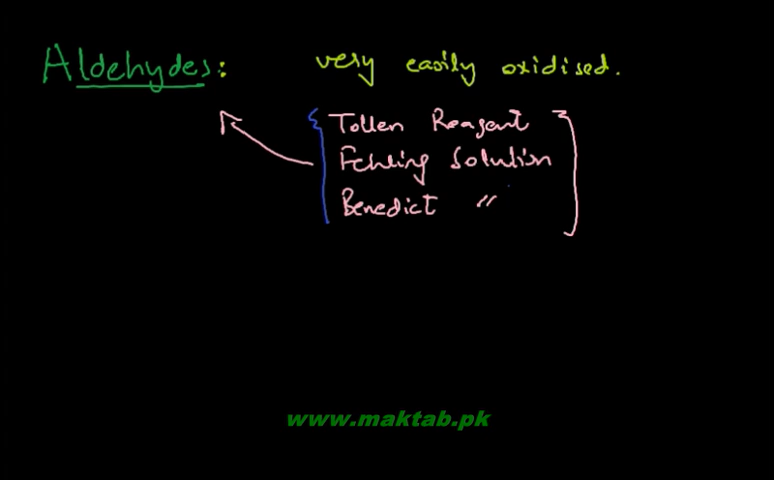 Aldehydes: very easily oxidised.
Tollen Reagent
Fehling Solution
Benedict "
www.maktab.pk